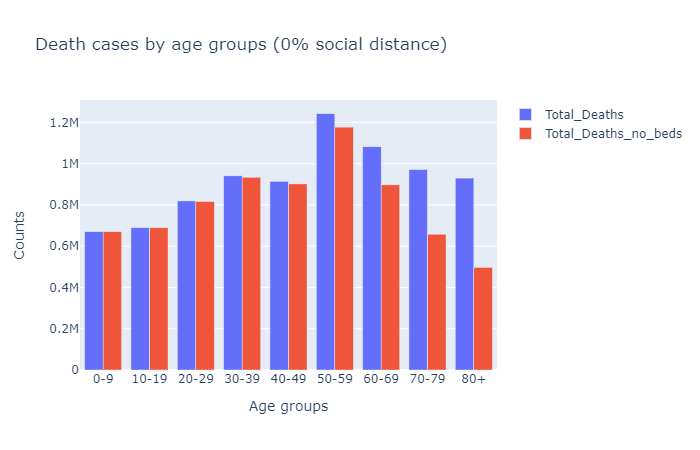 Death cases by age groups (0% social distance)
Total_Deaths
Total_Deaths_no_beds
1.2M
1M
0.8M
0.6M
0.4M
0.2M
0
Counts
0-9 10-19 20-29 30-39 40-49 50-59 60-69 70-79 80+
Age groups